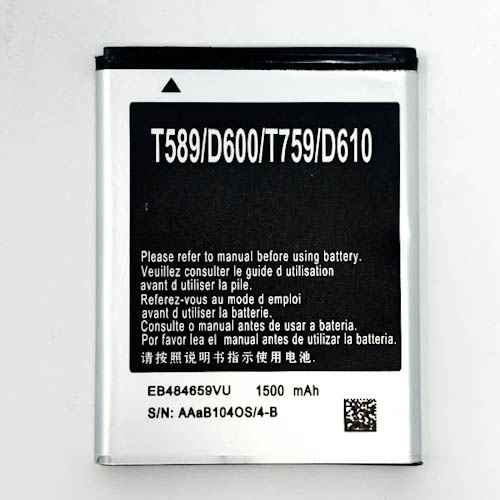 T589/D600/T759/D610
Please refer to manual before using battery.
Veuillez consulter le guide d utilisation
avant d utiliser la pile.
Referez-vous au mode d emploi
avant d utiliser la batterie.
Consulte o manual antes de usar a bateria.
Por favor lea el manual antes de utilizar la batería.
请按照说明书指示使用电池.
EB484659VU 1500 mAh
S/N: AAaB104OS/4-B